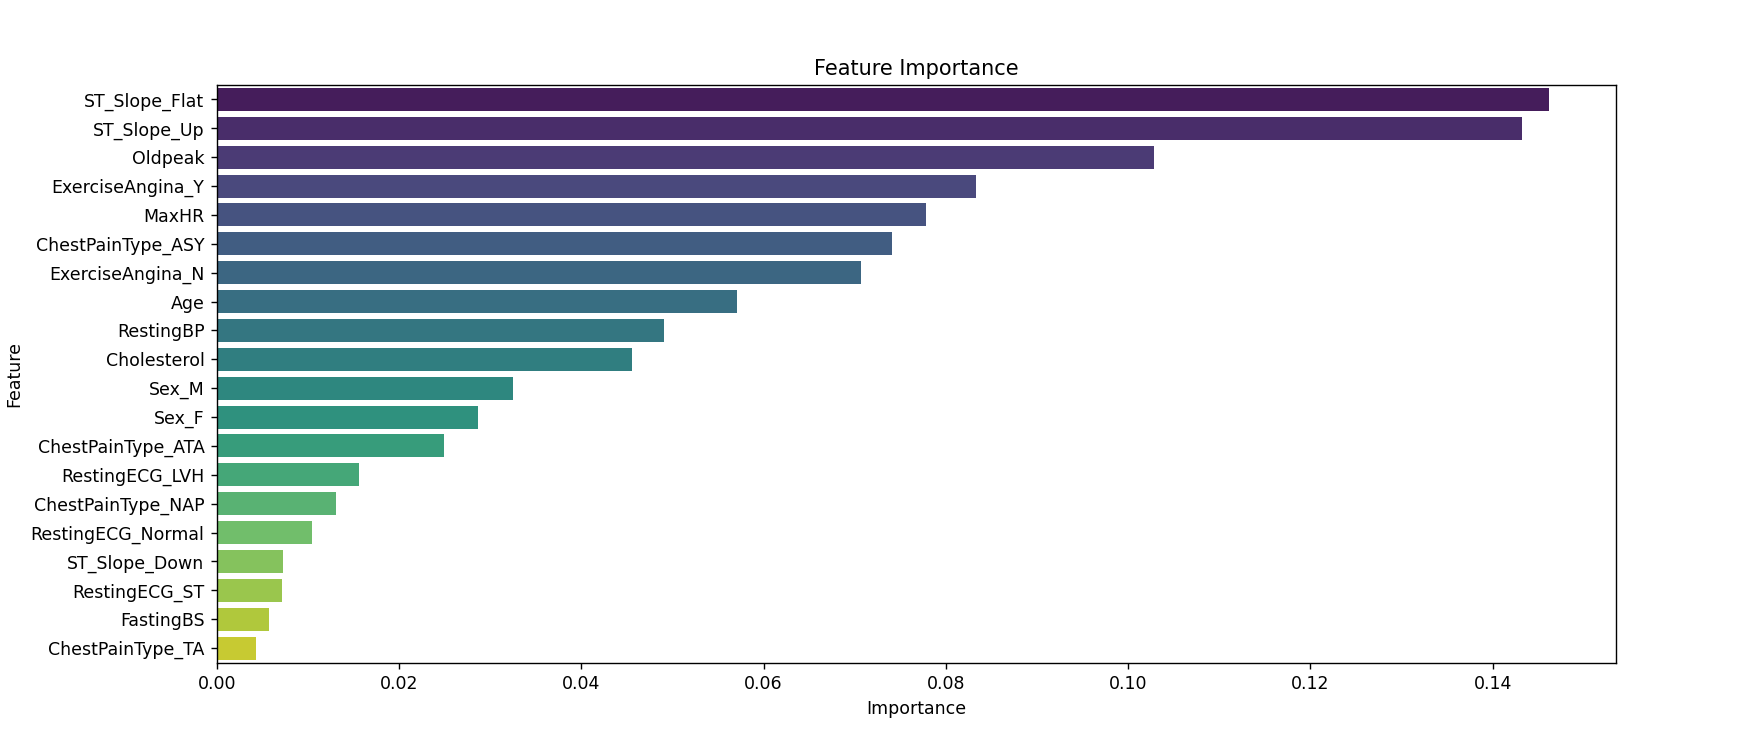 Feature Importance
Feature
ST_Slope_Flat
ST_Slope_Up
Oldpeak
ExerciseAngina_Y
MaxHR
ChestPainType_ASY
ExerciseAngina_N
Age
RestingBP
Cholesterol
Sex_M
Sex_F
ChestPainType_ATA
RestingECG_LVH
ChestPainType_NAP
RestingECG_Normal
ST_Slope_Down
RestingECG_ST
FastingBS
ChestPainType_TA
0.00 0.02 0.04 0.06 0.08 0.10 0.12 0.14
Importance